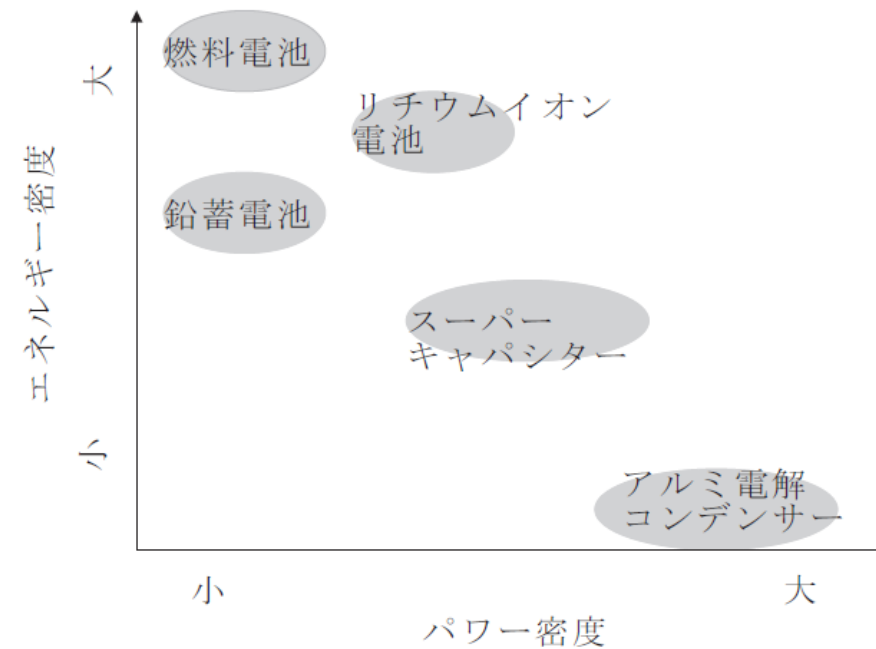 燃料電池
大
リチウムイオン
電池
エネルギー密度
鉛蓄電池
スーパー
キャパシター
小
アルミ電解
コンデンサー
小
大
パワー密度